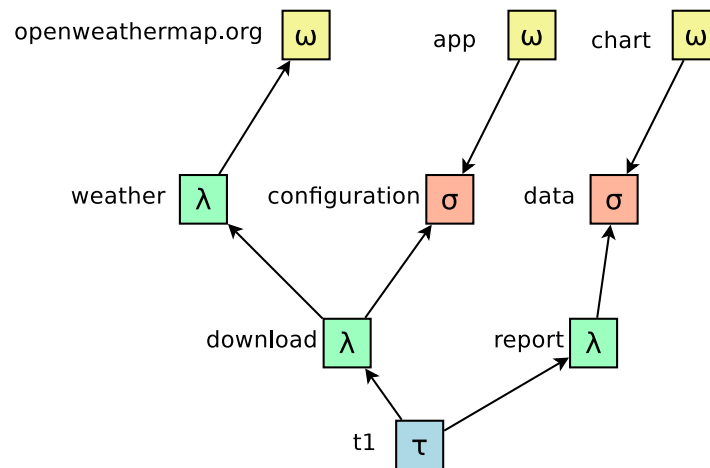 openweathermap.org ω app ω chart ω
weather λ configuration σ data σ
download λ report λ
t1 τ